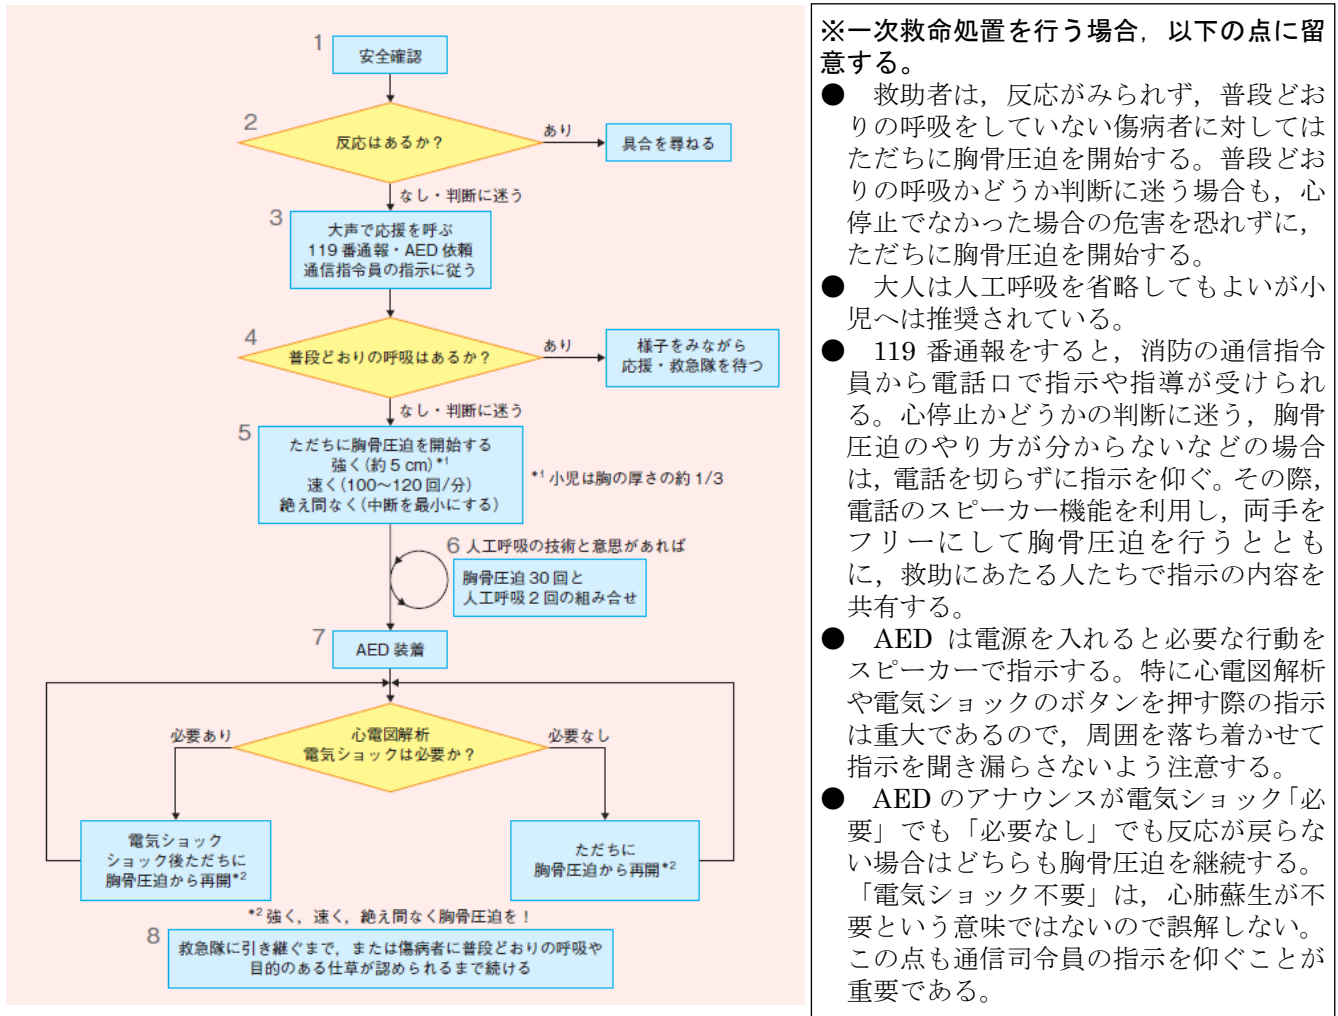 1
安全確認
2
反応はあるか？
あり
具合を尋ねる
なし・判断に迷う
3
大声で応援を呼ぶ
119番通報・AED依頼
通信指令員の指示に従う
4
普段どおりの呼吸はあるか？
あり
様子をみながら
応援・救急隊を待つ
なし・判断に迷う
5
ただちに胸骨圧迫を開始する
強く(約5cm)*1
速く(100〜120回/分)
絶え間なく(中断を最小にする)
*1 小児は胸の厚さの約1/3
6 人工呼吸の技術と意思があれば
胸骨圧迫30回と
人工呼吸2回の組み合せ
7
AED装着
心電図解析
電気ショックは必要か？
必要あり
必要なし
電気ショック
ショック後ただちに
胸骨圧迫から再開*2
ただちに
胸骨圧迫から再開*2
*2 強く，速く，絶え間なく胸骨圧迫を！
8
救急隊に引き継ぐまで，または傷病者に普段どおりの呼吸や
目的のある仕草が認められるまで続ける
※一次救命処置を行う場合，以下の点に留
意する。
● 救助者は，反応がみられず，普段どお
りの呼吸をしていない傷病者に対しては
ただちに胸骨圧迫を開始する。普段どお
りの呼吸かどうか判断に迷う場合も，心
停止でなかった場合の危害を恐れずに，
ただちに胸骨圧迫を開始する。
● 大人は人工呼吸を省略してもよいが小
児へは推奨されている。
● 119番通報をすると，消防の通信指令
員から電話口で指示や指導が受けられ
る。心停止かどうかの判断に迷う，胸骨
圧迫のやり方が分からないなどの場合
は，電話を切らずに指示を仰ぐ。その際，
電話のスピーカー機能を利用し，両手を
フリーにして胸骨圧迫を行うととも
に，救助にあたる人たちで指示の内容を
共有する。
● AEDは電源を入れると必要な行動を
スピーカーで指示する。特に心電図解析
や電気ショックのボタンを押す際の指示
は重大であるので，周囲を落ち着かせて
指示を聞き漏らさないよう注意する。
● AEDのアナウンスが電気ショック「必
要」でも「必要なし」でも反応が戻らな
い場合はどちらも胸骨圧迫を継続する。
「電気ショック不要」は，心肺蘇生が不
要という意味ではないので誤解しない。
この点も通信司令員の指示を仰ぐことが
重要である。